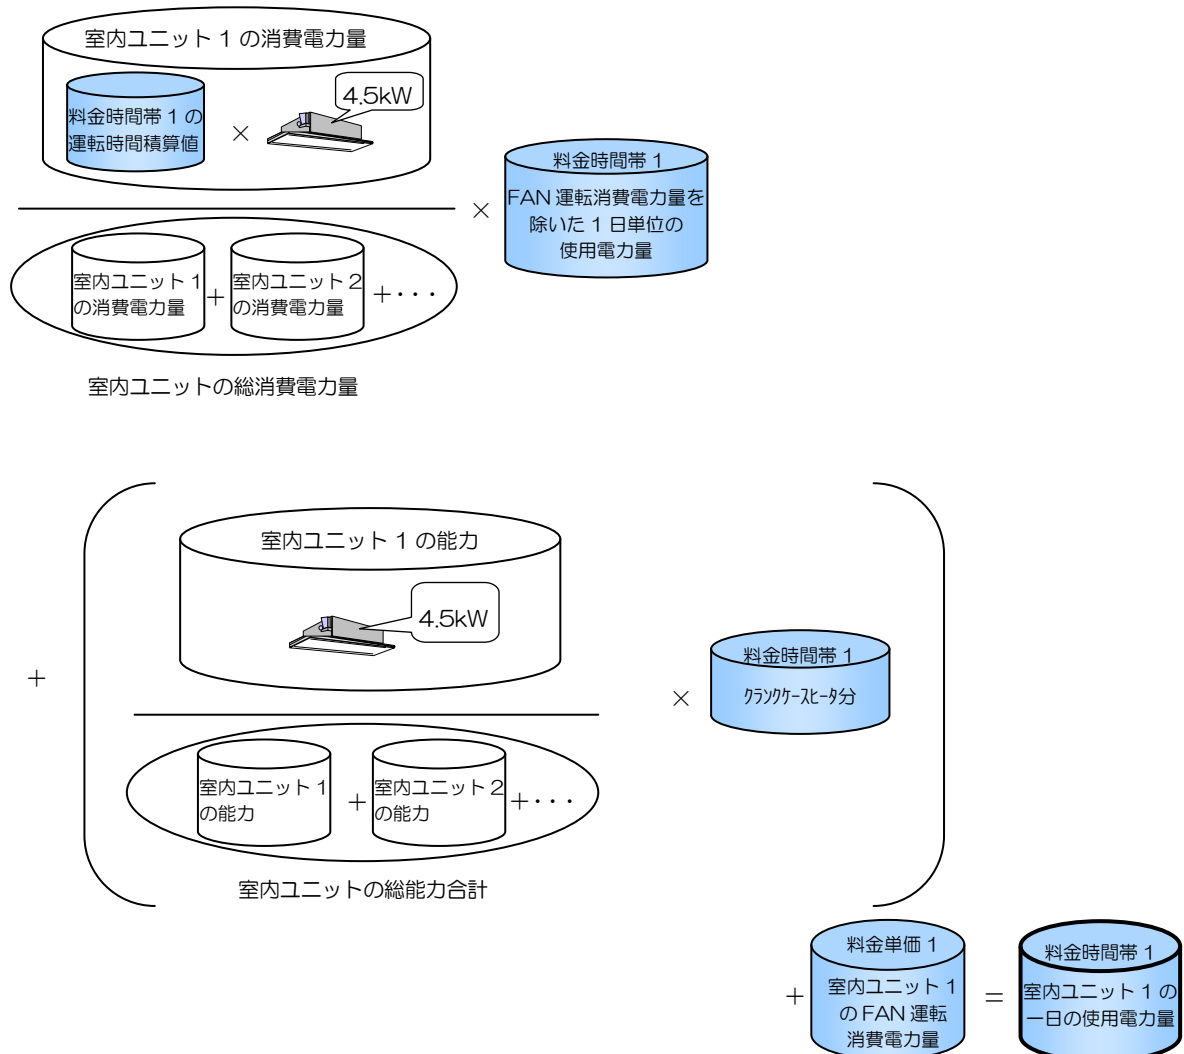 室内ユニット 1 の消費電力量
4.5kW
料金時間帯 1 の
運転時間積算値
×
料金時間帯 1
FAN 運転消費電力量を
除いた 1 日単位の
使用電力量
×
室内ユニット 1
の消費電力量
+
室内ユニット 2
の消費電力量
+・・・
室内ユニットの総消費電力量
室内ユニット 1 の能力
4.5kW
+
料金時間帯 1
クランクケースヒータ分
×
室内ユニット 1
の能力
+
室内ユニット 2
の能力
+・・・
室内ユニットの総能力合計
+
料金単価 1
室内ユニット 1
の FAN 運転
消費電力量
=
料金時間帯 1
室内ユニット 1 の
一日の使用電力量